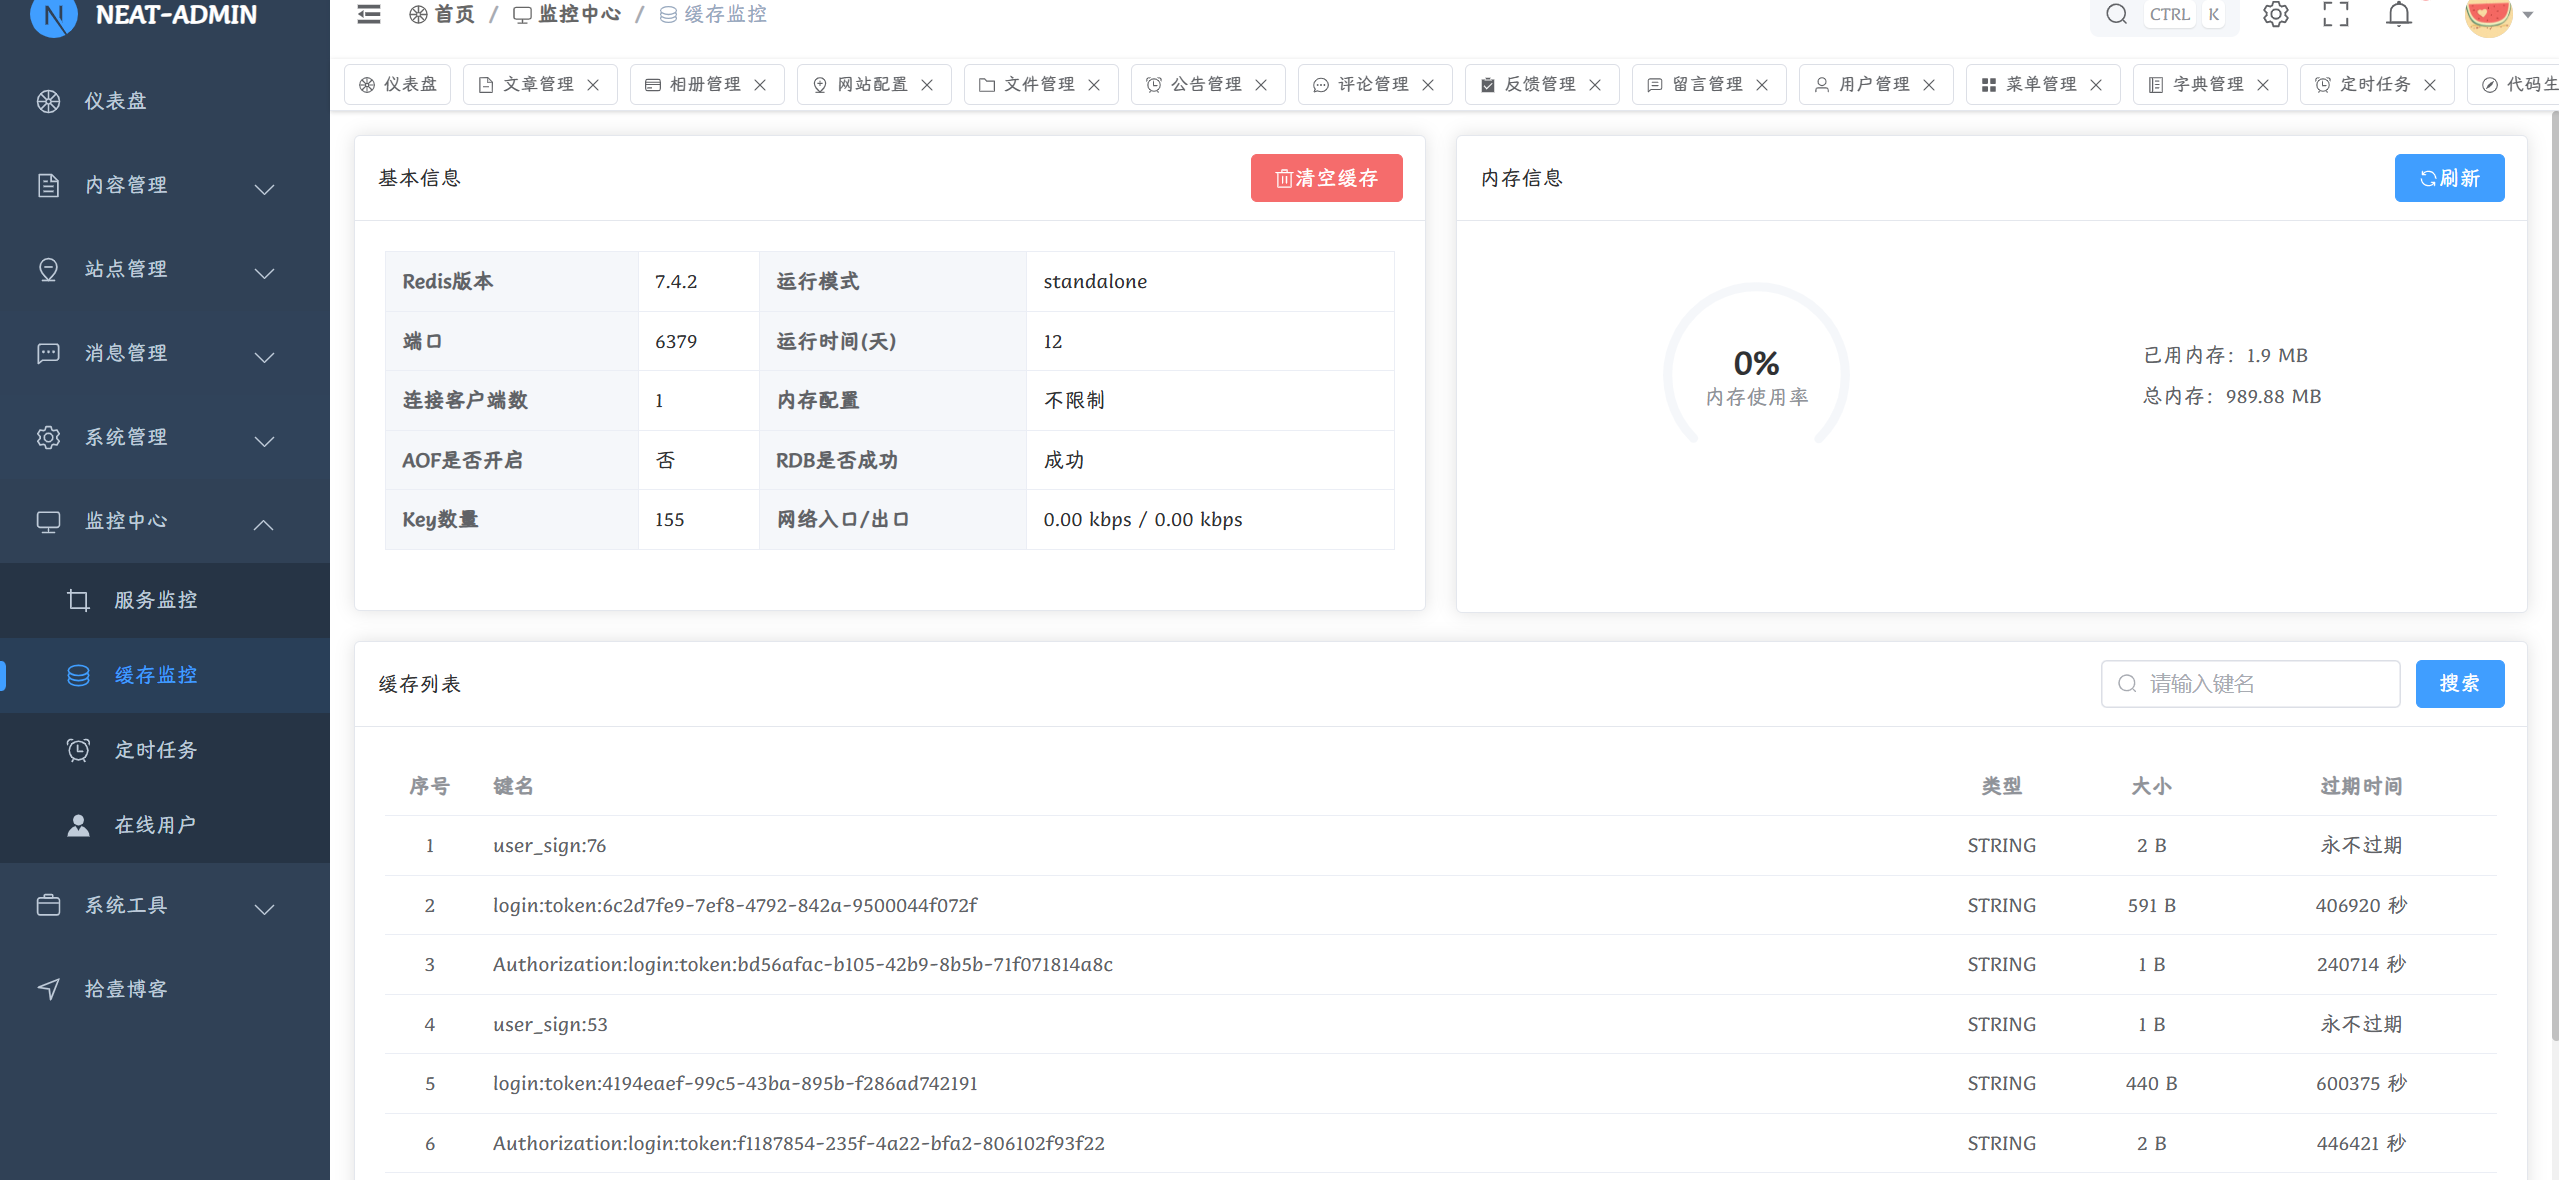 NEAT-ADMIN
首页 / 监控中心 / 缓存监控
CTRL K
仪表盘 文章管理 相册管理 网站配置 文件管理 公告管理 评论管理 反馈管理 留言管理 用户管理 菜单管理 字典管理 定时任务 代码生
仪表盘
内容管理
站点管理
消息管理
系统管理
监控中心
服务监控
缓存监控
定时任务
在线用户
系统工具
拾壹博客
基本信息 清空缓存
Redis版本 7.4.2 运行模式 standalone
端口 6379 运行时间(天) 12
连接客户端数 1 内存配置 不限制
AOF是否开启 否 RDB是否成功 成功
Key数量 155 网络入口/出口 0.00 kbps / 0.00 kbps
内存信息 刷新
0%
内存使用率
已用内存：1.9 MB
总内存：989.88 MB
缓存列表 请输入键名 搜索
序号 键名 类型 大小 过期时间
1 user_sign:76 STRING 2 B 永不过期
2 login:token:6c2d7fe9-7ef8-4792-842a-9500044f072f STRING 591 B 406920 秒
3 Authorization:login:token:bd56afac-b105-42b9-8b5b-71f071814a8c STRING 1 B 240714 秒
4 user_sign:53 STRING 1 B 永不过期
5 login:token:4194eaef-99c5-43ba-895b-f286ad742191 STRING 440 B 600375 秒
6 Authorization:login:token:f1187854-235f-4a22-bfa2-806102f93f22 STRING 2 B 446421 秒